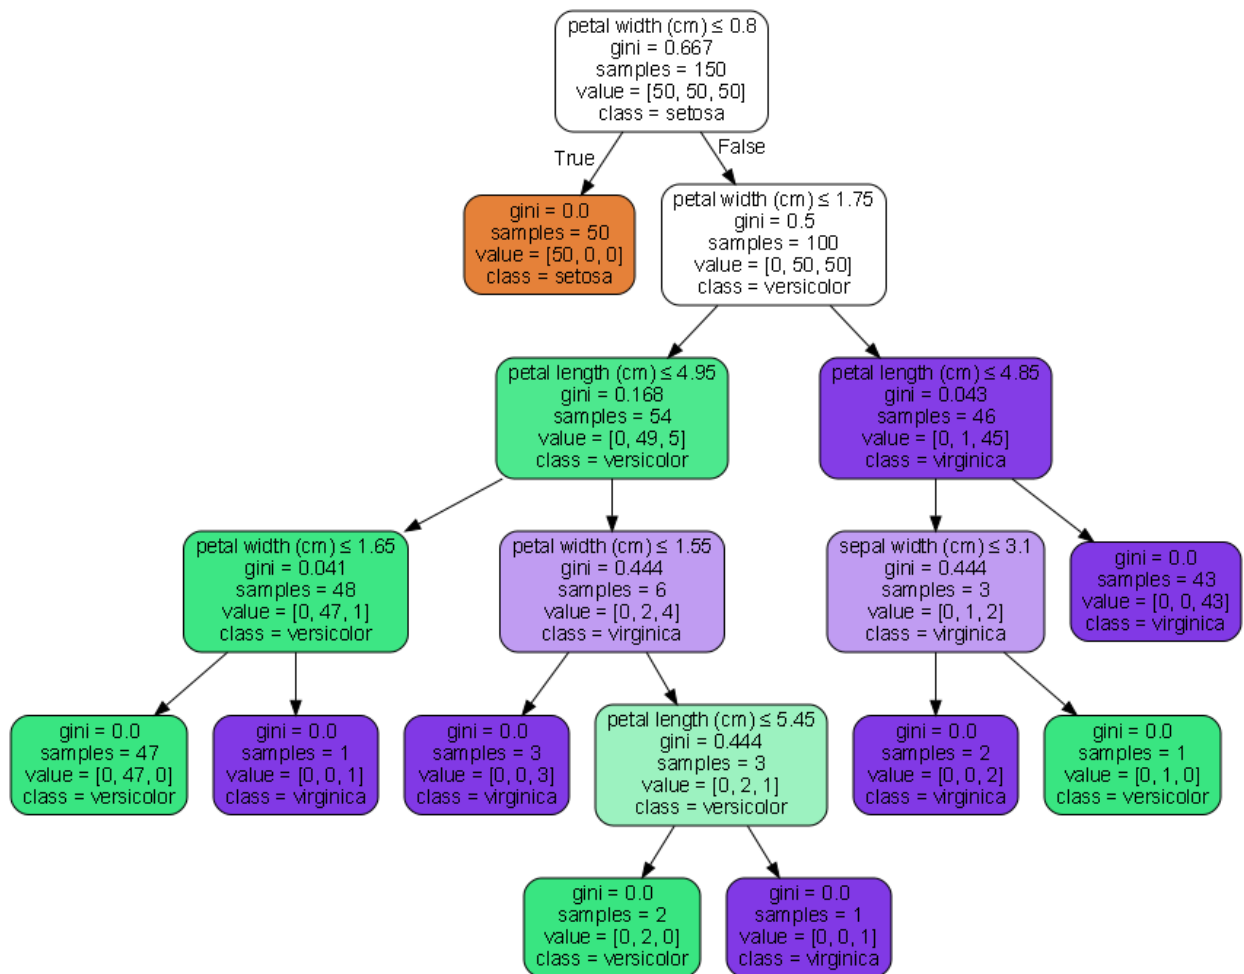 petal width (cm) ≤ 0.8
gini = 0.667
samples = 150
value = [50, 50, 50]
class = setosa
True
False
gini = 0.0
samples = 50
value = [50, 0, 0]
class = setosa
petal width (cm) ≤ 1.75
gini = 0.5
samples = 100
value = [0, 50, 50]
class = versicolor
petal length (cm) ≤ 4.95
gini = 0.168
samples = 54
value = [0, 49, 5]
class = versicolor
petal length (cm) ≤ 4.85
gini = 0.043
samples = 46
value = [0, 1, 45]
class = virginica
petal width (cm) ≤ 1.65
gini = 0.041
samples = 48
value = [0, 47, 1]
class = versicolor
petal width (cm) ≤ 1.55
gini = 0.444
samples = 6
value = [0, 2, 4]
class = virginica
sepal width (cm) ≤ 3.1
gini = 0.444
samples = 3
value = [0, 1, 2]
class = virginica
gini = 0.0
samples = 43
value = [0, 0, 43]
class = virginica
gini = 0.0
samples = 47
value = [0, 47, 0]
class = versicolor
gini = 0.0
samples = 1
value = [0, 0, 1]
class = virginica
gini = 0.0
samples = 3
value = [0, 0, 3]
class = virginica
petal length (cm) ≤ 5.45
gini = 0.444
samples = 3
value = [0, 2, 1]
class = versicolor
gini = 0.0
samples = 2
value = [0, 0, 2]
class = virginica
gini = 0.0
samples = 1
value = [0, 1, 0]
class = versicolor
gini = 0.0
samples = 2
value = [0, 2, 0]
class = versicolor
gini = 0.0
samples = 1
value = [0, 0, 1]
class = virginica